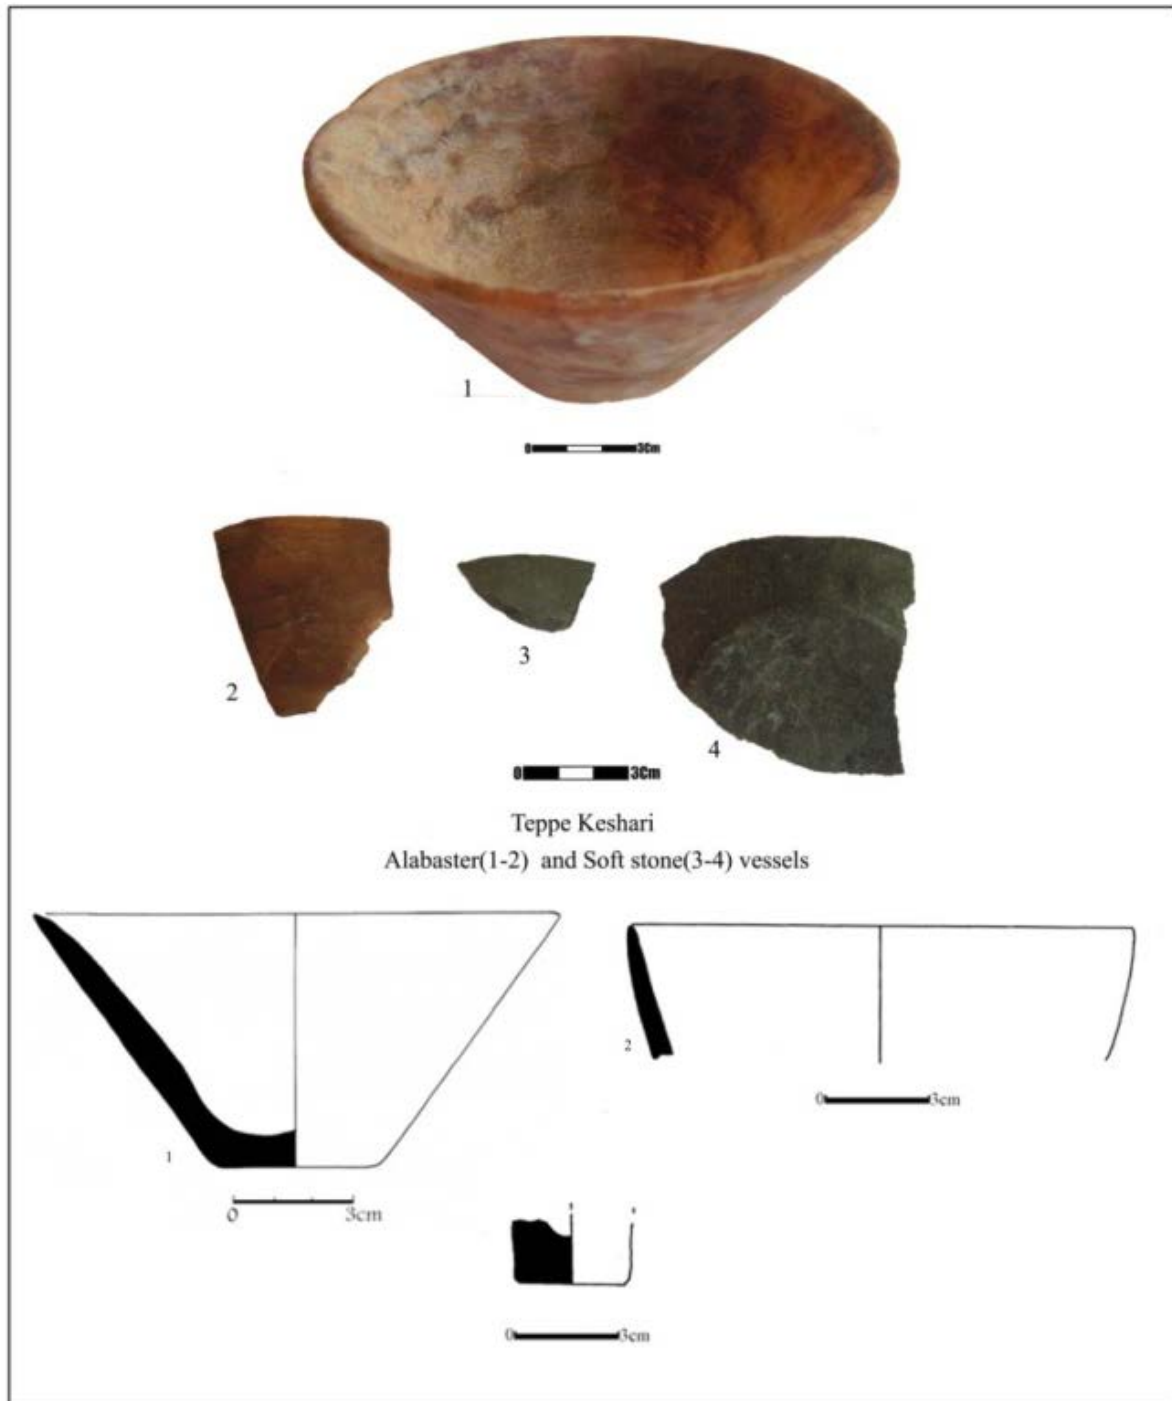 1
0 3Cm
2
3
4
0 3Cm
Teppe Keshari
Alabaster(1-2) and Soft stone(3-4) vessels
1
0 3cm
2
0 3cm
0 3cm